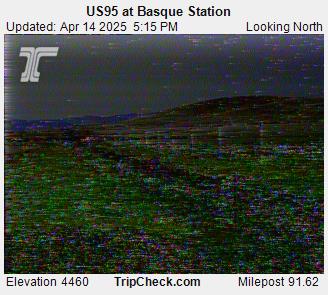 US95 at Basque Station
Updated: Apr 14 2025 5:15 PM Looking North
Elevation 4460 TripCheck.com Milepost 91.62